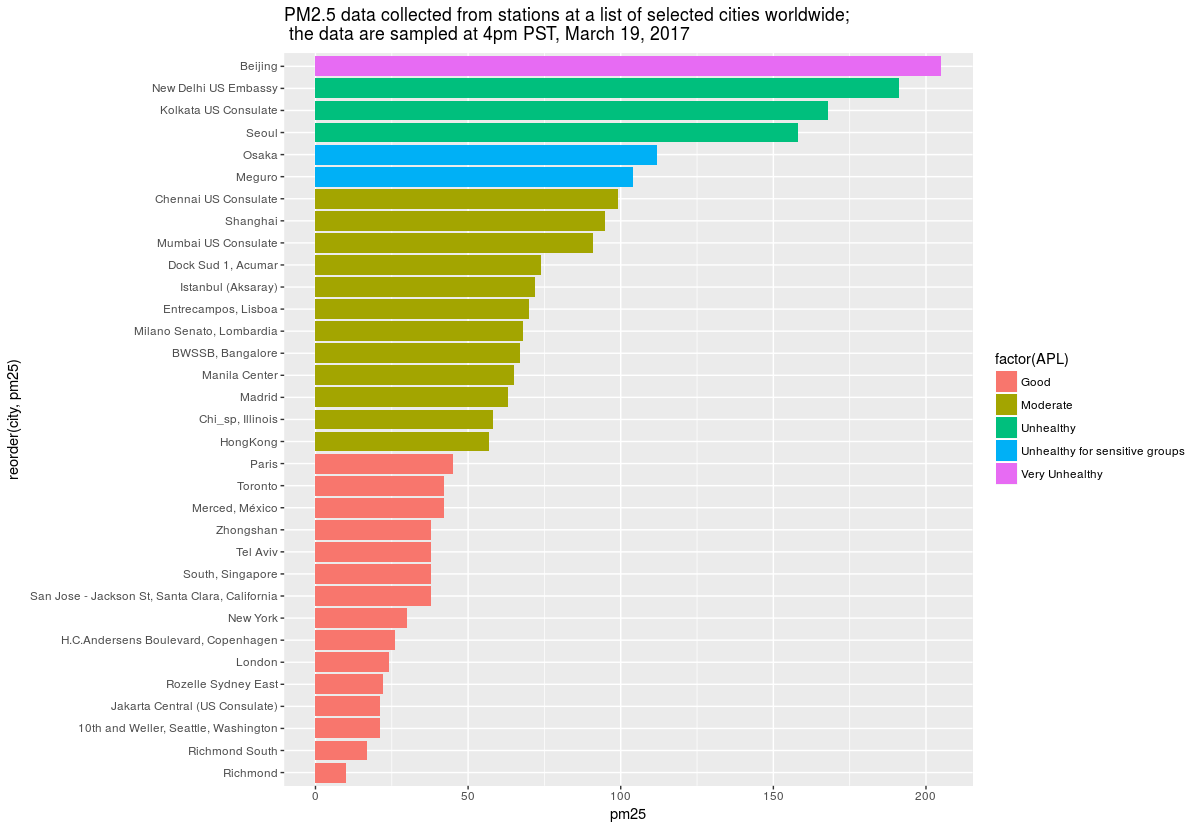 PM2.5 data collected from stations at a list of selected cities worldwide;
the data are sampled at 4pm PST, March 19, 2017
reorder(city, pm25)
Beijing
New Delhi US Embassy
Kolkata US Consulate
Seoul
Osaka
Meguro
Chennai US Consulate
Shanghai
Mumbai US Consulate
Dock Sud 1, Acumar
Istanbul (Aksaray)
Entrecampos, Lisboa
Milano Senato, Lombardia
BWSSB, Bangalore
Manila Center
Madrid
Chi_sp, Illinois
HongKong
Paris
Toronto
Merced, México
Zhongshan
Tel Aviv
South, Singapore
San Jose - Jackson St, Santa Clara, California
New York
H.C.Andersens Boulevard, Copenhagen
London
Rozelle Sydney East
Jakarta Central (US Consulate)
10th and Weller, Seattle, Washington
Richmond South
Richmond
0 50 100 150 200
pm25
factor(APL)
Good
Moderate
Unhealthy
Unhealthy for sensitive groups
Very Unhealthy